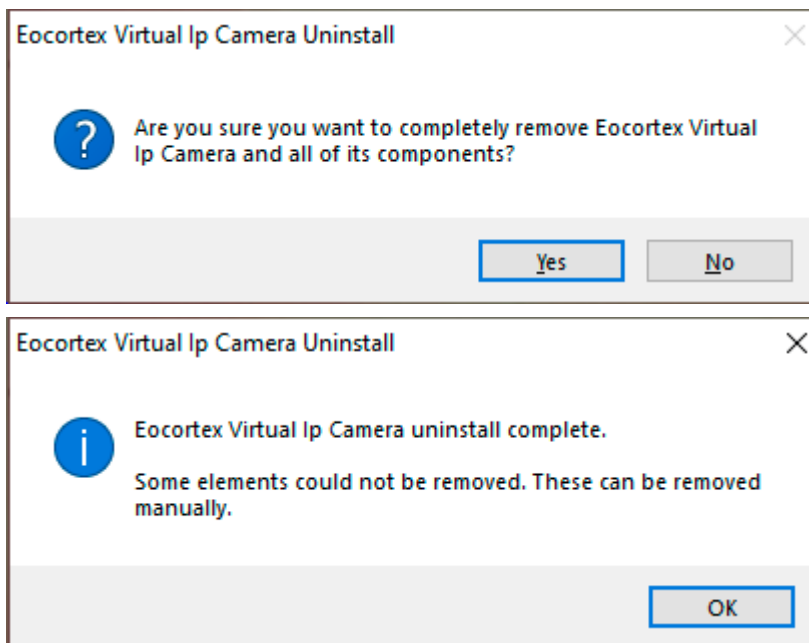 Eocortex Virtual Ip Camera Uninstall
Are you sure you want to completely remove Eocortex Virtual
Ip Camera and all of its components?
Yes
No
Eocortex Virtual Ip Camera Uninstall
Eocortex Virtual Ip Camera uninstall complete.
Some elements could not be removed. These can be removed
manually.
OK